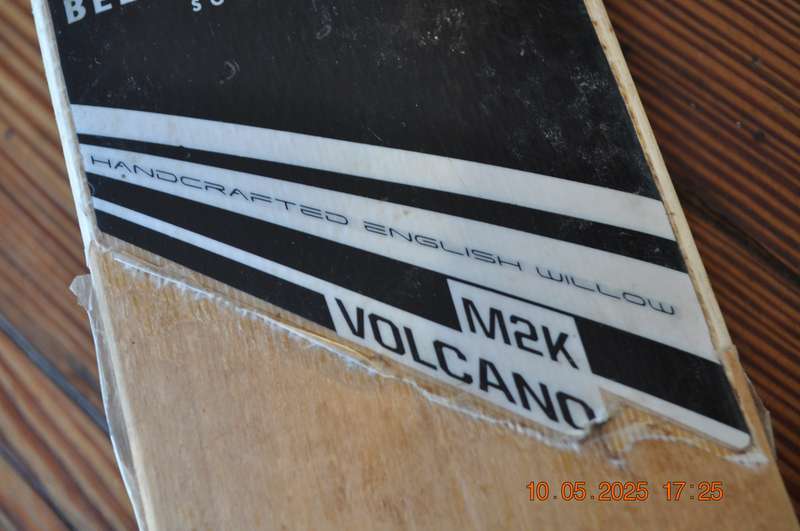 HANDCRAFTED ENGLISH WILLOW
M2K
VOLCANO
10.05.2025 17:25